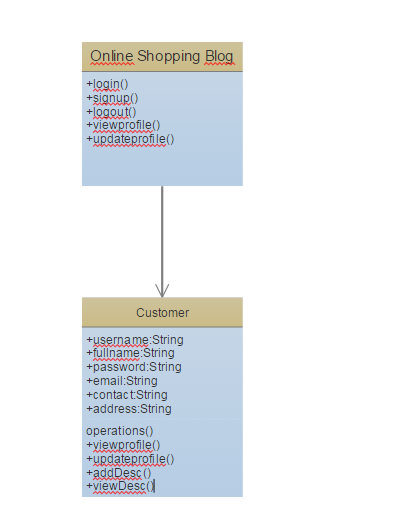 Online Shopping Blog
+login()
+signup()
+logout()
+viewprofile()
+updateprofile()
Customer
+username:String
+fullname:String
+password:String
+email:String
+contact:String
+address:String
operations()
+viewprofile()
+updateprofile()
+addDesc()
+viewDesc()